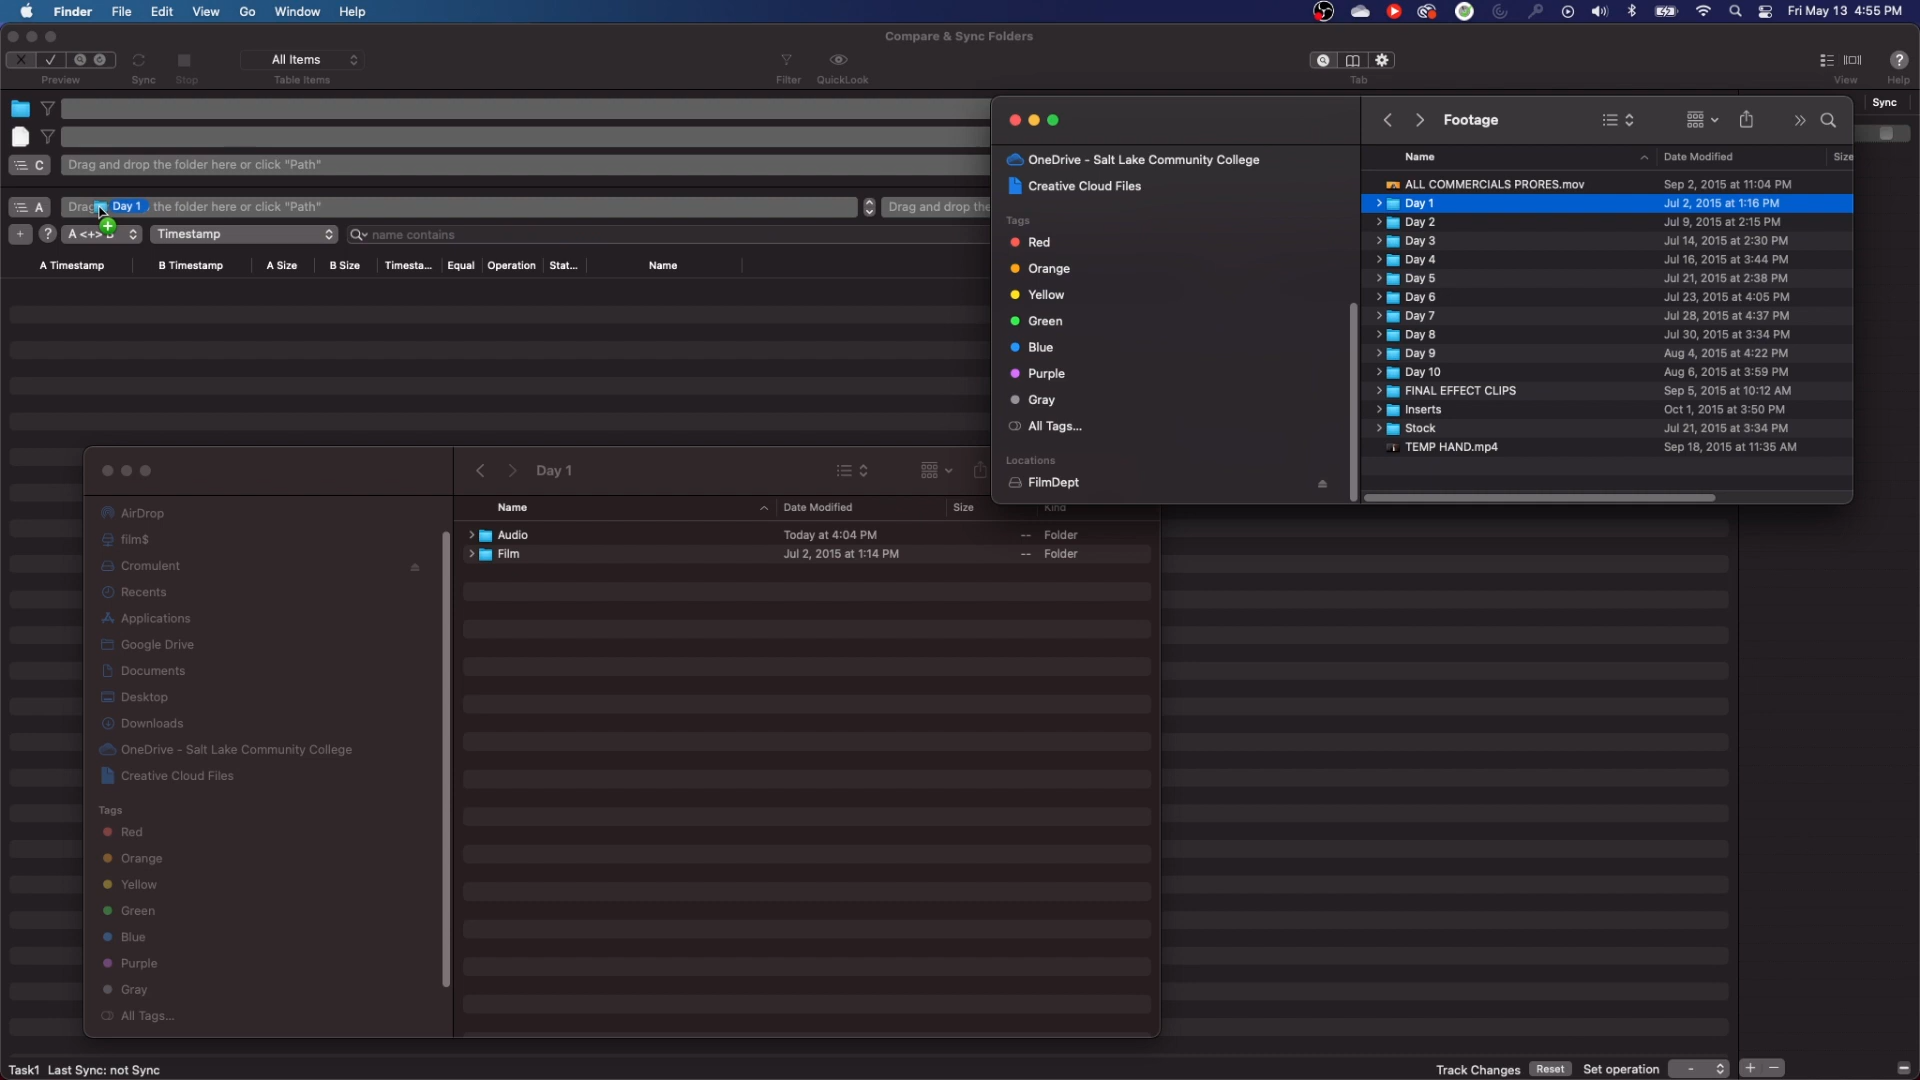 Finder File Edit View Go Window Help
Fri May 13 4:55 PM
Compare & Sync Folders
All Items
Preview Sync Stop Table Items Filter QuickLook Tab View Help
Sync
C Drag and drop the folder here or click "Path"
A Drag Day 1 the folder here or click "Path" Drag and drop the
+ ? A <+> B Timestamp name contains
A Timestamp B Timestamp A Size B Size Timesta... Equal Operation Stat... Name
Footage
OneDrive - Salt Lake Community College
Creative Cloud Files
Tags
Red
Orange
Yellow
Green
Blue
Purple
Gray
All Tags...
Locations
FilmDept
Name Date Modified Size
ALL COMMERCIALS PRORES.mov Sep 2, 2015 at 11:04 PM
Day 1 Jul 2, 2015 at 1:16 PM
Day 2 Jul 9, 2015 at 2:15 PM
Day 3 Jul 14, 2015 at 2:30 PM
Day 4 Jul 16, 2015 at 3:44 PM
Day 5 Jul 21, 2015 at 2:38 PM
Day 6 Jul 23, 2015 at 4:05 PM
Day 7 Jul 28, 2015 at 4:37 PM
Day 8 Jul 30, 2015 at 3:34 PM
Day 9 Aug 4, 2015 at 4:22 PM
Day 10 Aug 6, 2015 at 3:59 PM
FINAL EFFECT CLIPS Sep 5, 2015 at 10:12 AM
Inserts Oct 1, 2015 at 3:50 PM
Stock Jul 21, 2015 at 3:34 PM
TEMP HAND.mp4 Sep 18, 2015 at 11:35 AM
Day 1
AirDrop
film$
Cromulent
Recents
Applications
Google Drive
Documents
Desktop
Downloads
OneDrive - Salt Lake Community College
Creative Cloud Files
Tags
Red
Orange
Yellow
Green
Blue
Purple
Gray
All Tags...
Name Date Modified Size Kind
Audio Today at 4:04 PM -- Folder
Film Jul 2, 2015 at 1:14 PM -- Folder
Task1 Last Sync: not Sync
Track Changes Reset Set operation - + −